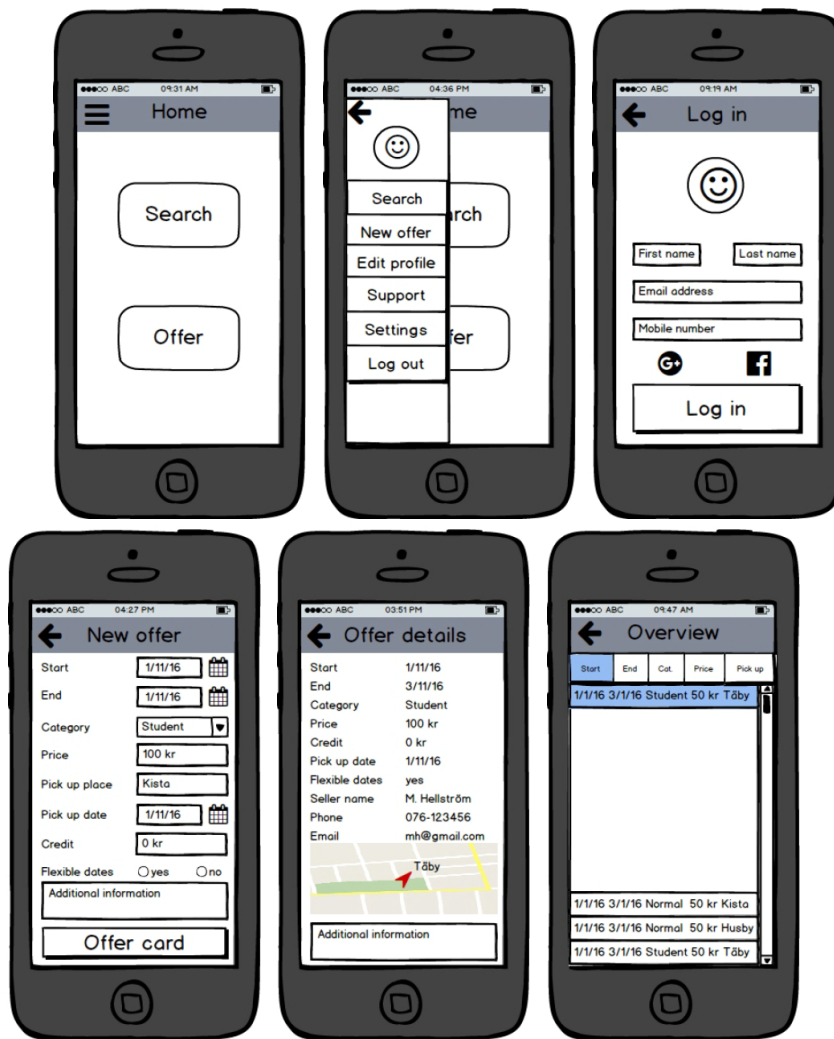 ●●●○○ ABC 09:31 AM
Home
Search
Offer
●●●○○ ABC 04:36 PM
me
Search
rch
New offer
Edit profile
Support
Settings
fer
Log out
●●●○○ ABC 09:19 AM
Log in
First name Last name
Email address
Mobile number
G+ f
Log in
●●●○○ ABC 04:27 PM
New offer
Start 1/11/16
End 1/11/16
Category Student
Price 100 kr
Pick up place Kista
Pick up date 1/11/16
Credit 0 kr
Flexible dates yes no
Additional information
Offer card
●●●○○ ABC 03:51 PM
Offer details
Start 1/11/16
End 3/11/16
Category Student
Price 100 kr
Credit 0 kr
Pick up date 1/11/16
Flexible dates yes
Seller name M. Hellström
Phone 076-123456
Email mh@gmail.com
Täby
Additional information
●●●○○ ABC 09:47 AM
Overview
Start End Cat. Price Pick up
1/1/16 3/1/16 Student 50 kr Täby
1/1/16 3/1/16 Normal 50 kr Kista
1/1/16 3/1/16 Normal 50 kr Husby
1/1/16 3/1/16 Student 50 kr Täby